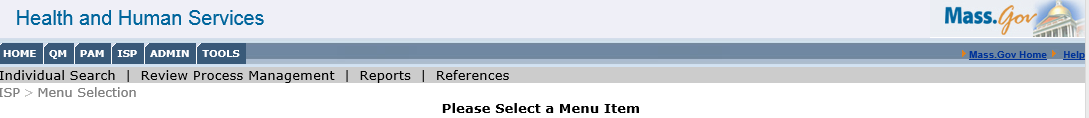 Health and Human Services
Mass.Gov
HOME QM PAM ISP ADMIN TOOLS
Mass.Gov Home Help
Individual Search | Review Process Management | Reports | References
ISP > Menu Selection
Please Select a Menu Item